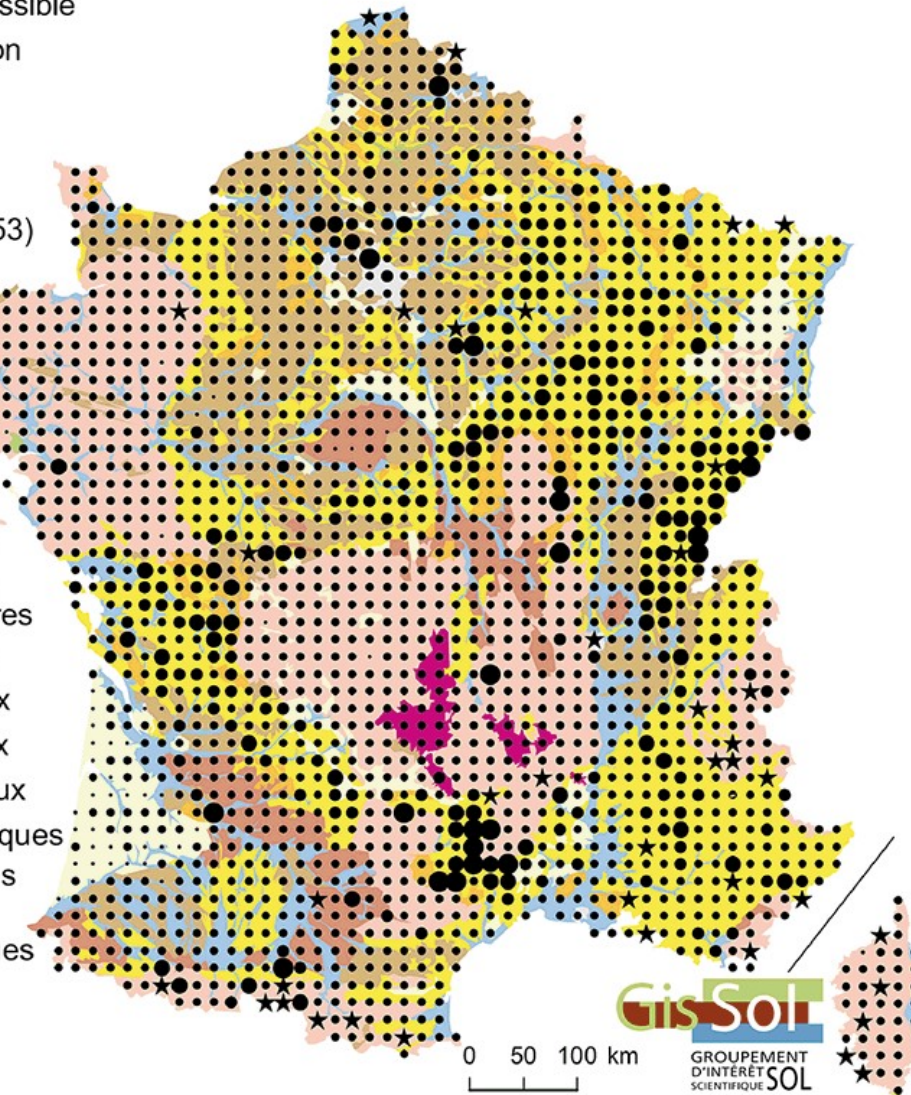 ssible
on
53)
res
x
x
ux
ques
s
es
Gis Sol
GROUPEMENT
D'INTÉRÊT
SCIENTIFIQUE SOL
0 50 100 km